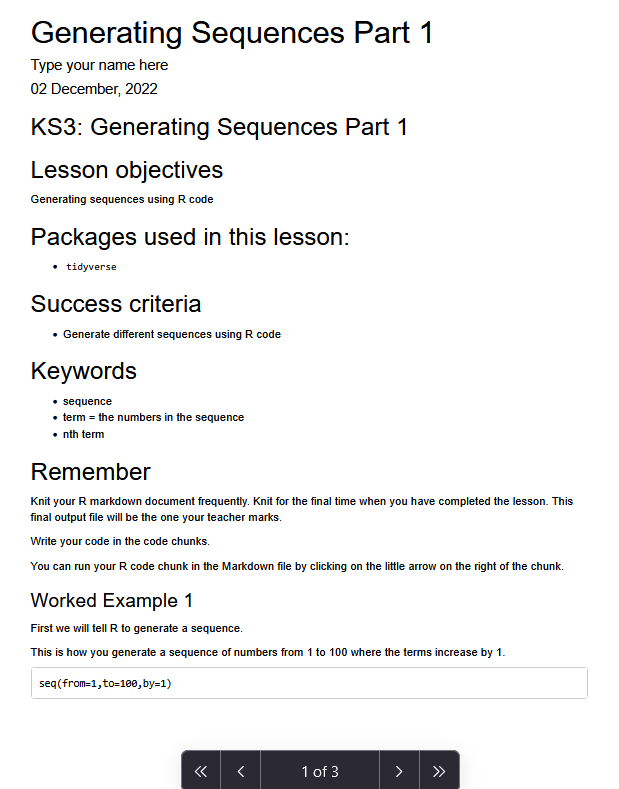 Generating Sequences Part 1
Type your name here
02 December, 2022
KS3: Generating Sequences Part 1
Lesson objectives
Generating sequences using R code
Packages used in this lesson:
• tidyverse
Success criteria
• Generate different sequences using R code
Keywords
• sequence
• term = the numbers in the sequence
• nth term
Remember
Knit your R markdown document frequently. Knit for the final time when you have completed the lesson. This
final output file will be the one your teacher marks.
Write your code in the code chunks.
You can run your R code chunk in the Markdown file by clicking on the little arrow on the right of the chunk.
Worked Example 1
First we will tell R to generate a sequence.
This is how you generate a sequence of numbers from 1 to 100 where the terms increase by 1.
seq(from=1,to=100,by=1)
1 of 3